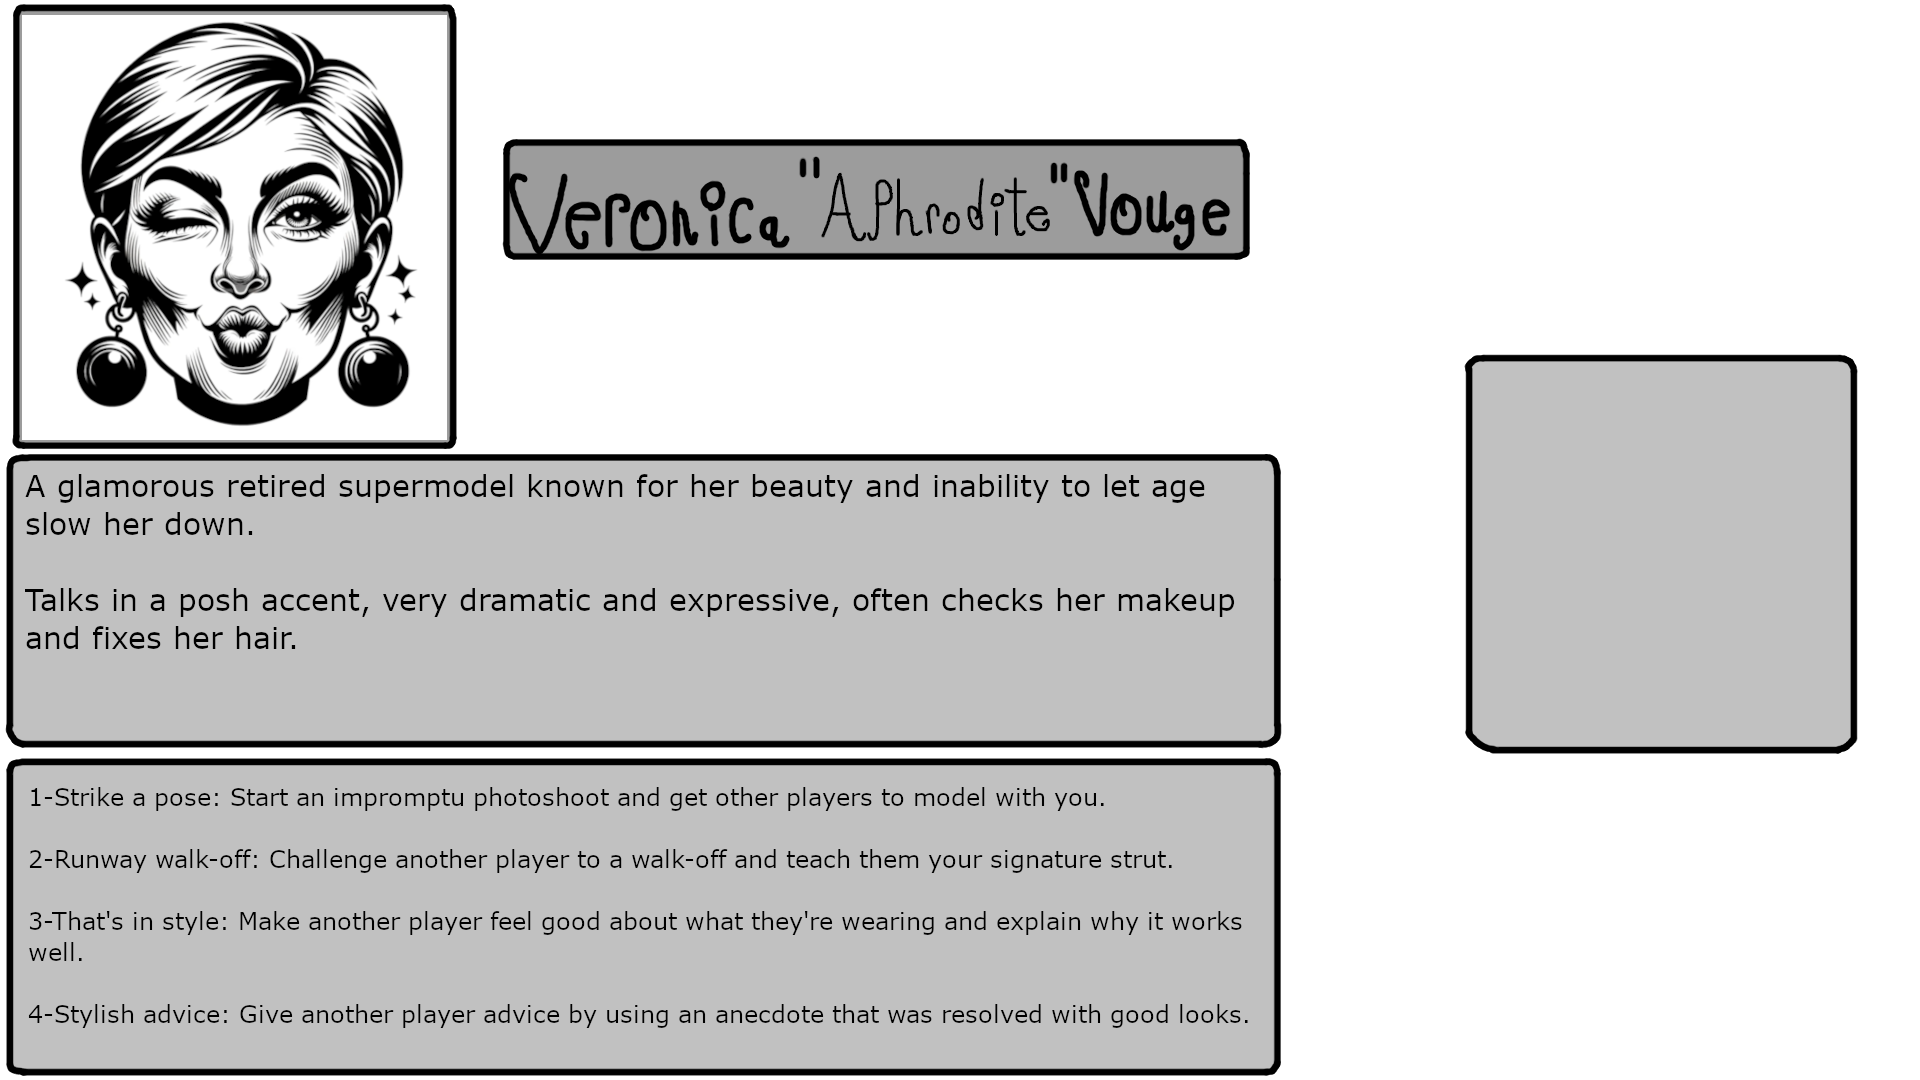 Veronica "Aphrodite" Vouge
A glamorous retired supermodel known for her beauty and inability to let age
slow her down.
Talks in a posh accent, very dramatic and expressive, often checks her makeup
and fixes her hair.
1-Strike a pose: Start an impromptu photoshoot and get other players to model with you.
2-Runway walk-off: Challenge another player to a walk-off and teach them your signature strut.
3-That's in style: Make another player feel good about what they're wearing and explain why it works
well.
4-Stylish advice: Give another player advice by using an anecdote that was resolved with good looks.